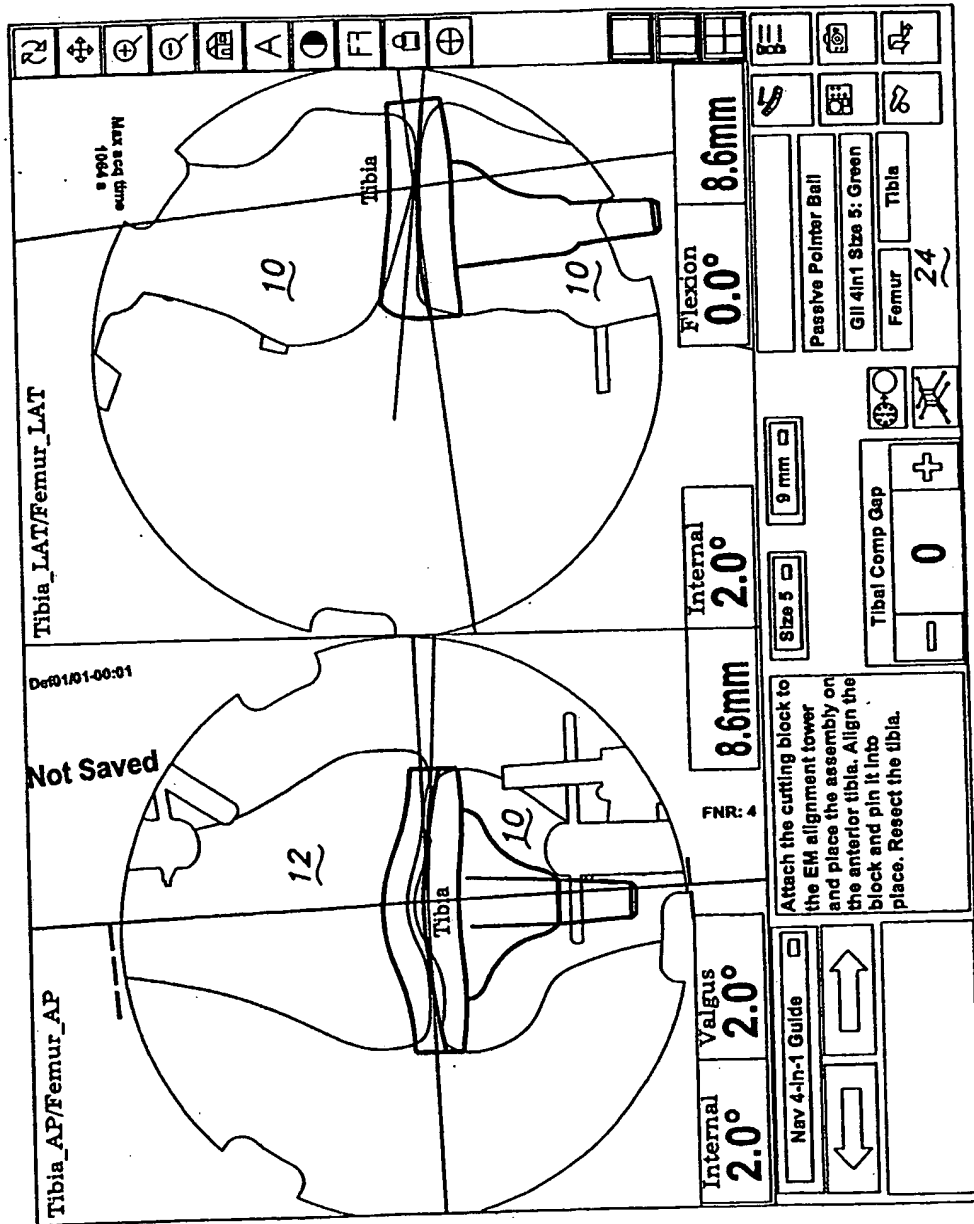 Tibia_AP/Femur_AP
Def01/01-00:01
Not Saved
12
10
Tibia
FNR: 4
Internal
2.0°
Valgus
2.0°
8.6mm
Tibia_LAT/Femur_LAT
Max acq time
1064 s
10
Tibia
10
Internal
2.0°
Flexion
0.0°
8.6mm
A
Nav 4-In-1 Guide
Attach the cutting block to
the EM alignment tower
and place the assembly on
the anterior tibia. Align the
block and pin it into
place. Resect the tibia.
Size 5
9 mm
Tibal Comp Gap
0
Passive Pointer Ball
GII 4in1 Size 5: Green
Femur
Tibia
24